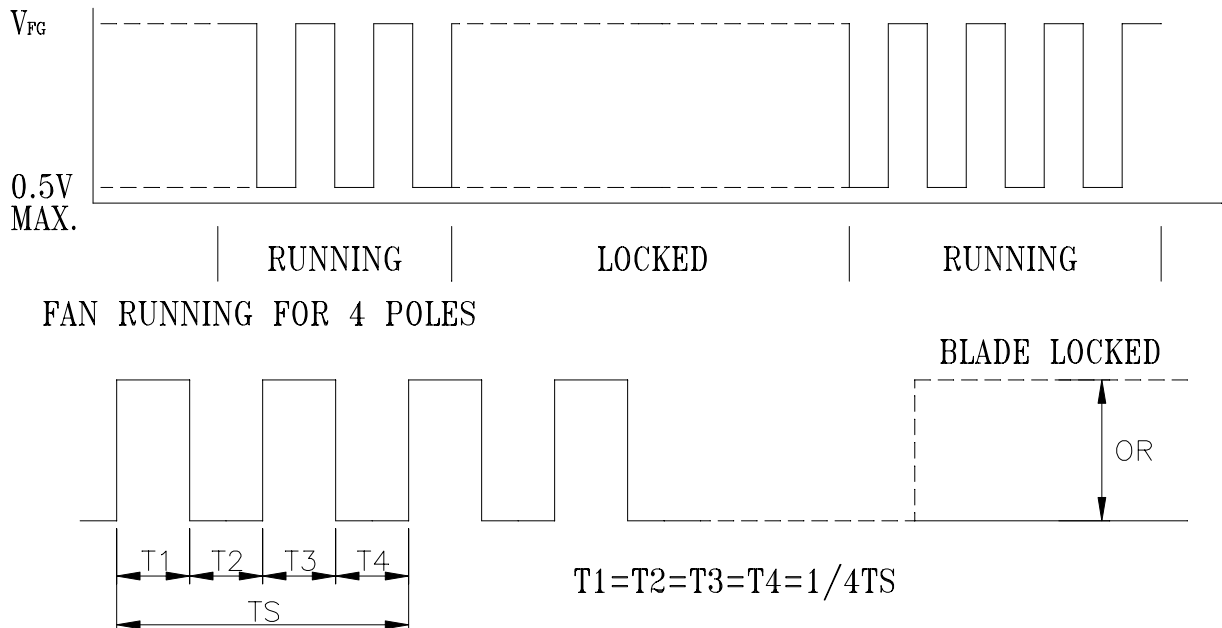 VFG
0.5V
MAX.
RUNNING LOCKED RUNNING
FAN RUNNING FOR 4 POLES
BLADE LOCKED
OR
T1 T2 T3 T4
T1=T2=T3=T4=1/4TS
TS